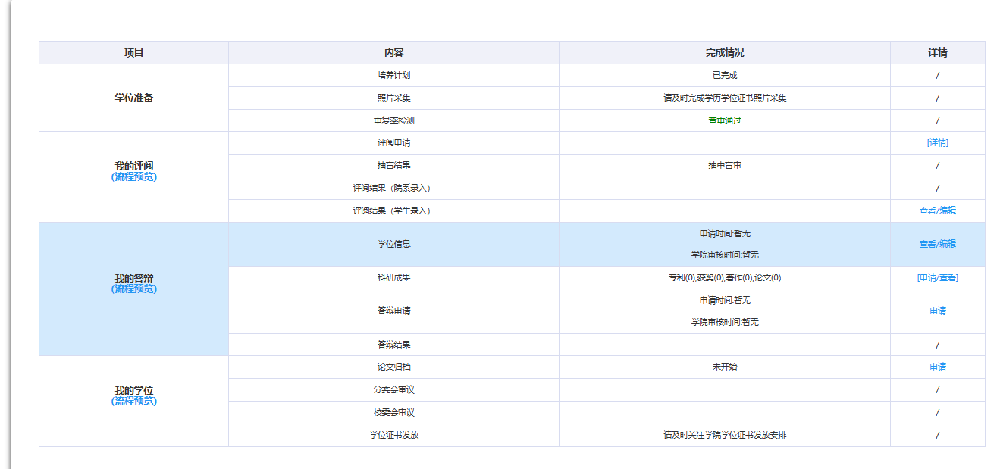 项目 内容 完成情况 详情
学位准备
培养计划 已完成 /
照片采集 请及时完成学历学位证书照片采集 /
重复率检测 查重通过 /
我的评阅
(流程预览)
评阅申请 [详情]
抽盲结果 抽中盲审 /
评阅结果（院系录入） /
评阅结果（学生录入） 查看/编辑
我的答辩
(流程预览)
学位信息 申请时间:暂无
学院审核时间:暂无
查看/编辑
科研成果 专利(0),获奖(0),著作(0),论文(0) [申请/查看]
答辩申请 申请时间:暂无
学院审核时间:暂无
申请
答辩结果 /
我的学位
(流程预览)
论文归档 未开始 申请
分委会审议 /
校委会审议 /
学位证书发放 请及时关注学院学位证书发放安排 /